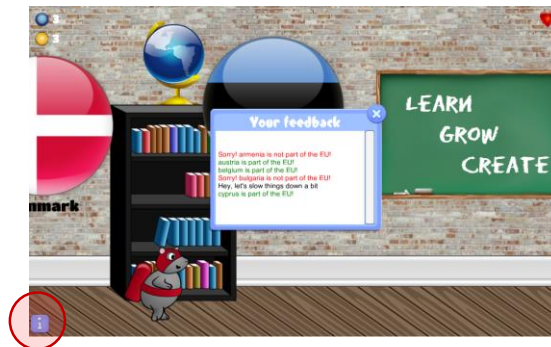 3
3
Your feedback
Sorry! armenia is not part of the EU!
austria is part of the EU!
belgium is part of the EU!
Sorry! bulgaria is not part of the EU!
Hey, let's slow things down a bit
cyprus is part of the EU!
LEARN
GROW
CREATE
nmark
i